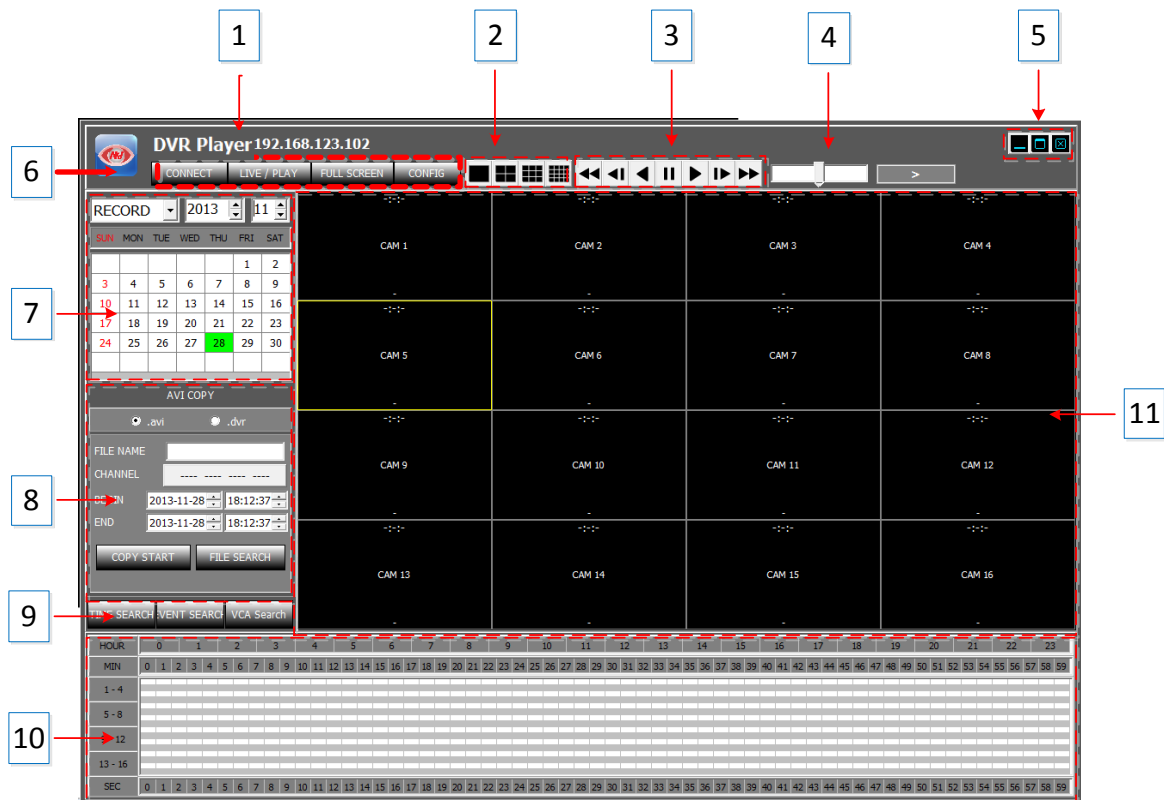 1 2 3 4 5
DVR Player 192.168.123.102
6
CONNECT LIVE / PLAY FULL SCREEN CONFIG >
RECORD 2013 11
SUN MON TUE WED THU FRI SAT
1 2
3 4 5 6 7 8 9
10 11 12 13 14 15 16
17 18 19 20 21 22 23
24 25 26 27 28 29 30
7
-:-:- -:-:- -:-:- -:-:-
CAM 1 CAM 2 CAM 3 CAM 4
- - - -
-:-:- -:-:- -:-:- -:-:-
CAM 5 CAM 6 CAM 7 CAM 8
- - - -
-:-:- -:-:- -:-:- -:-:-
CAM 9 CAM 10 CAM 11 CAM 12
- - - -
-:-:- -:-:- -:-:- -:-:-
CAM 13 CAM 14 CAM 15 CAM 16
- - - -
11
AVI COPY
.avi .dvr
FILE NAME
CHANNEL ---- ---- ---- ----
8
BEGIN 2013-11-28 18:12:37
END 2013-11-28 18:12:37
COPY START FILE SEARCH
9
TIME SEARCH EVENT SEARCH VCA Search
HOUR 0 1 2 3 4 5 6 7 8 9 10 11 12 13 14 15 16 17 18 19 20 21 22 23
MIN 0 1 2 3 4 5 6 7 8 9 10 11 12 13 14 15 16 17 18 19 20 21 22 23 24 25 26 27 28 29 30 31 32 33 34 35 36 37 38 39 40 41 42 43 44 45 46 47 48 49 50 51 52 53 54 55 56 57 58 59
1 - 4
5 - 8
10
12
13 - 16
SEC 0 1 2 3 4 5 6 7 8 9 10 11 12 13 14 15 16 17 18 19 20 21 22 23 24 25 26 27 28 29 30 31 32 33 34 35 36 37 38 39 40 41 42 43 44 45 46 47 48 49 50 51 52 53 54 55 56 57 58 59